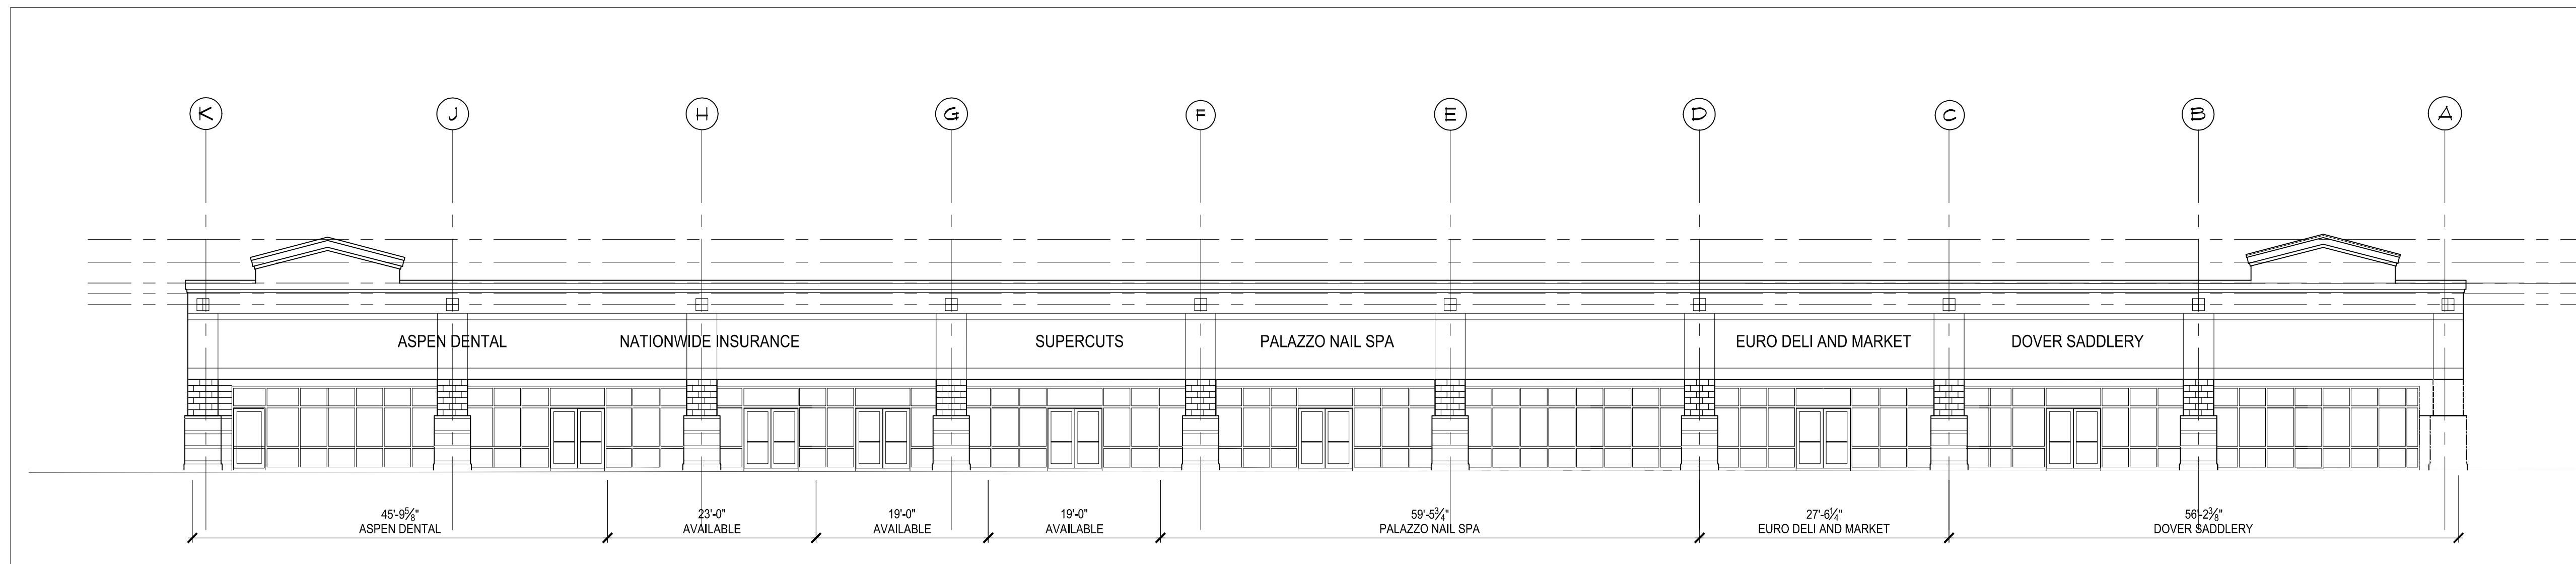 K J H G F E D C B A
ASPEN DENTAL NATIONWIDE INSURANCE SUPERCUTS PALAZZO NAIL SPA EURO DELI AND MARKET DOVER SADDLERY
45'-9⅝" 23'-0" 19'-0" 19'-0" 59'-5¾" 27'-6¼" 56'-2⅜"
ASPEN DENTAL AVAILABLE AVAILABLE AVAILABLE PALAZZO NAIL SPA EURO DELI AND MARKET DOVER SADDLERY